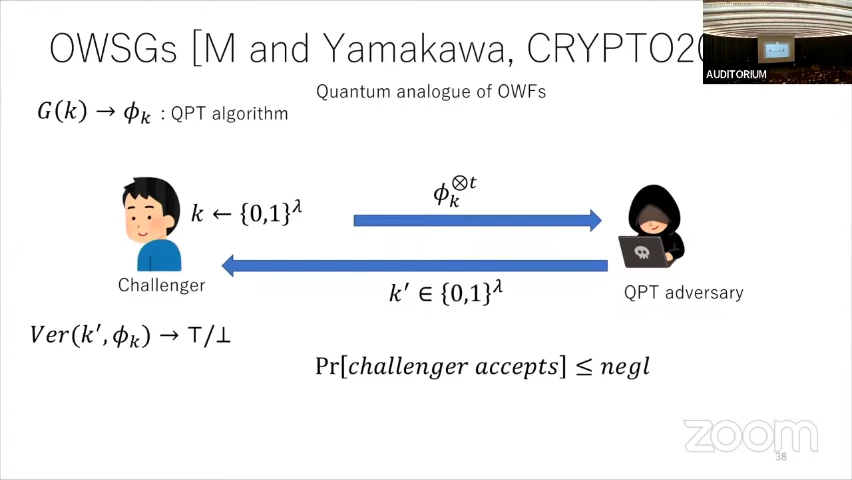 OWSGs [M and Yamakawa, CRYPTO20
AUDITORIUM
Quantum analogue of OWFs
G(k) → ϕ_k : QPT algorithm
k ← {0,1}^λ
ϕ_k^{⊗t}
Challenger
k′ ∈ {0,1}^λ
QPT adversary
Ver(k′, ϕ_k) → ⊤/⊥
Pr[challenger accepts] ≤ negl
zoom
38